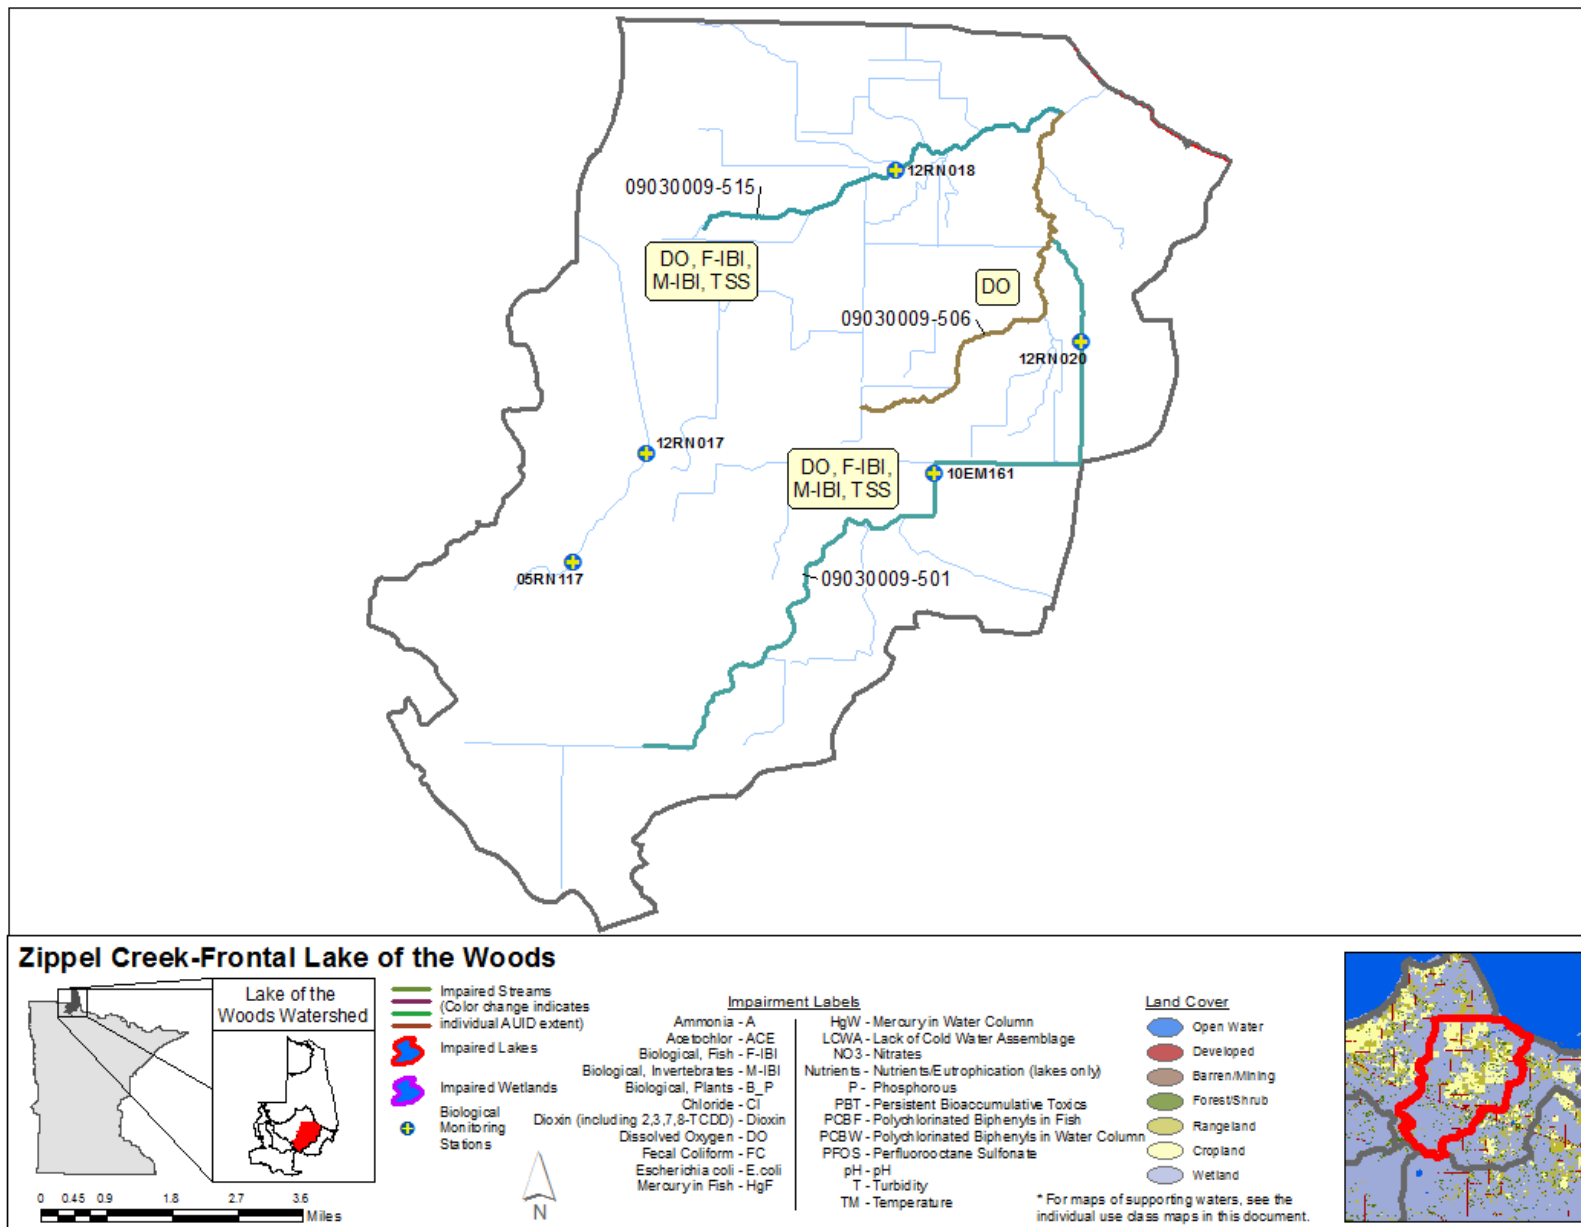 12RN018
09030009-515
DO, F-IBI,
M-IBI, TSS
DO
09030009-506
12RN020
12RN017
DO, F-IBI,
M-IBI, TSS
10EM161
05RN117
09030009-501
Zippel Creek-Frontal Lake of the Woods
Lake of the
Woods Watershed
0 0.45 0.9 1.8 2.7 3.6
Miles
Impaired Streams
(Color change indicates
individual AUID extent)
Impaired Lakes
Impaired Wetlands
Biological
Monitoring
Stations
N
Impairment Labels
Ammonia - A
Acetochlor - ACE
Biological, Fish - F-IBI
Biological, Invertebrates - M-IBI
Biological, Plants - B_P
Chloride - Cl
Dioxin (including 2,3,7,8-TCDD) - Dioxin
Dissolved Oxygen - DO
Fecal Coliform - FC
Escherichia coli - E.coli
Mercury in Fish - HgF
HgW - Mercury in Water Column
LCWA - Lack of Cold Water Assemblage
NO3 - Nitrates
Nutrients - Nutrients/Eutrophication (lakes only)
P - Phosphorous
PBT - Persistent Bioaccumulative Toxics
PCBF - Polychlorinated Biphenyls in Fish
PCBW - Polychlorinated Biphenyls in Water Column
PFOS - Perfluorooctane Sulfonate
pH - pH
T - Turbidity
TM - Temperature
Land Cover
Open Water
Developed
Barren/Mining
Forest/Shrub
Rangeland
Cropland
Wetland
* For maps of supporting waters, see the
individual use class maps in this document.